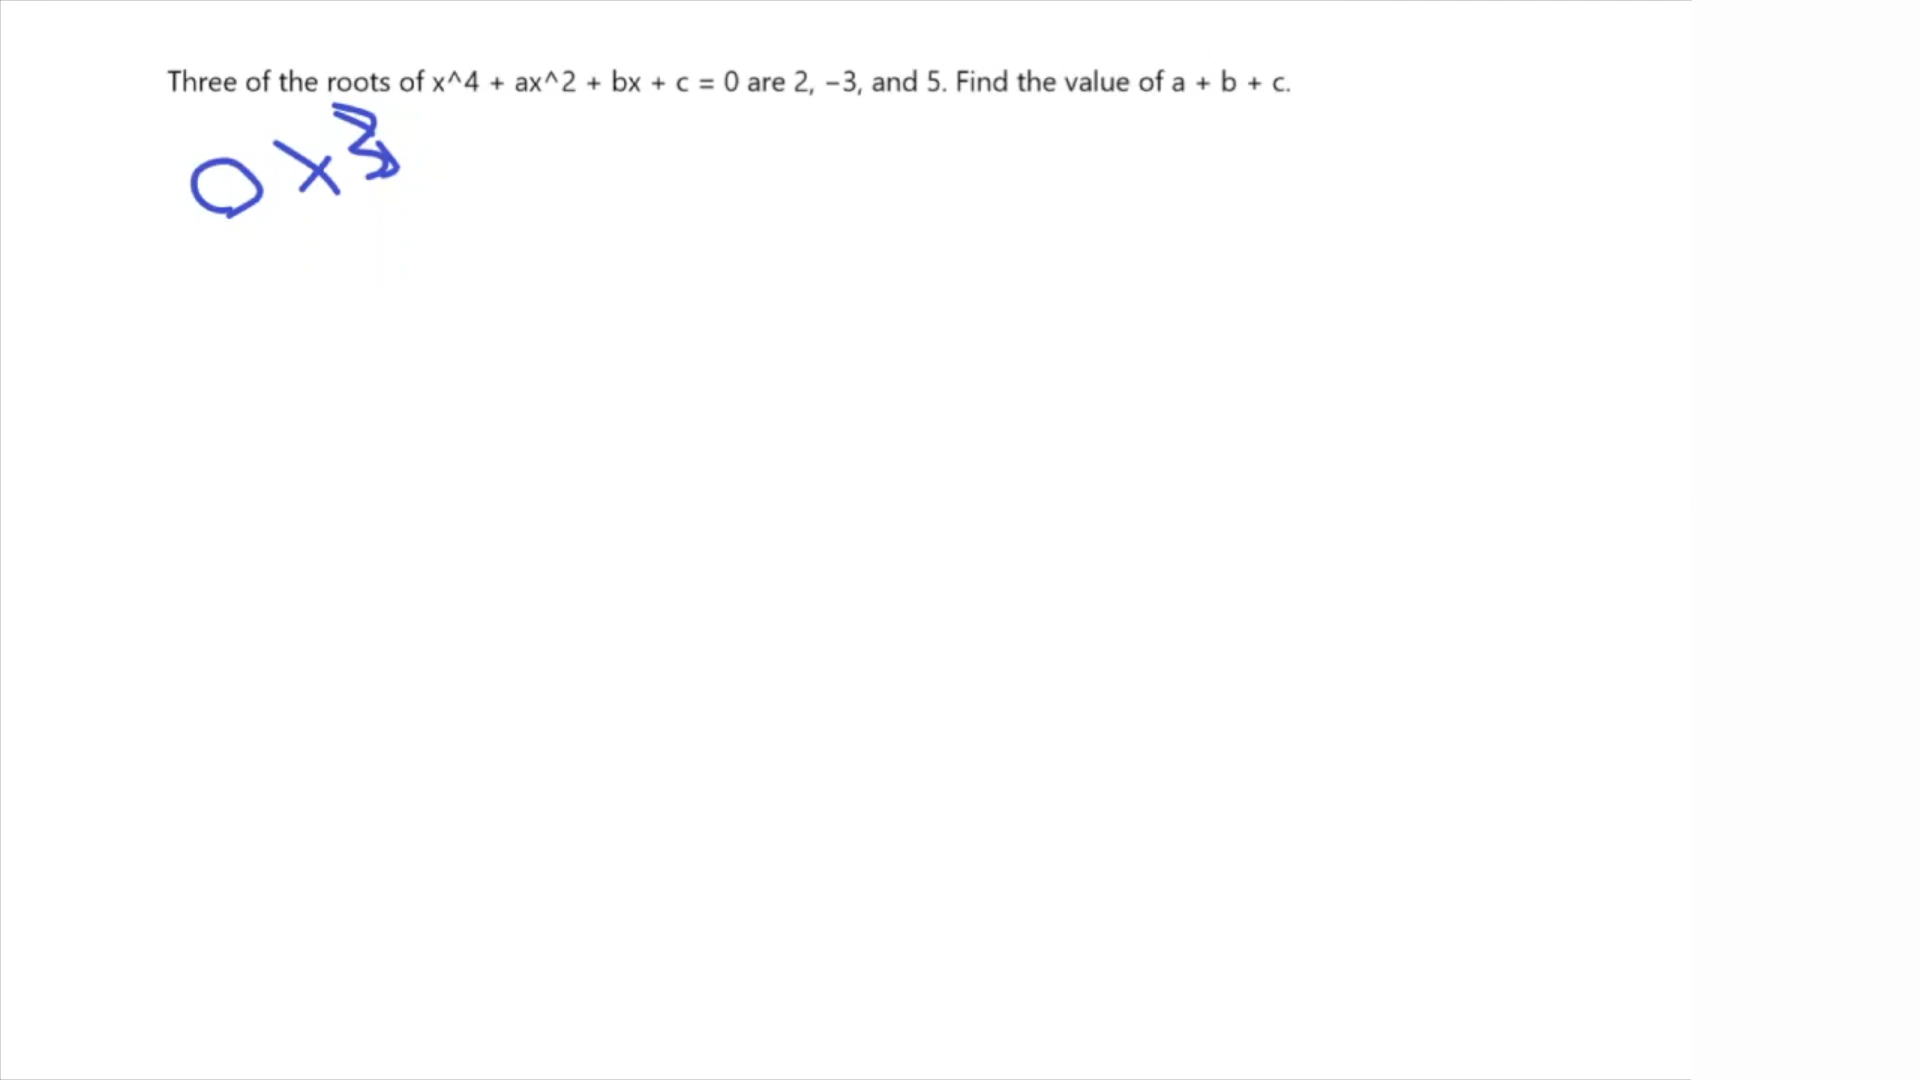 Three of the roots of x^4 + ax^2 + bx + c = 0 are 2, −3, and 5. Find the value of a + b + c.
0x³